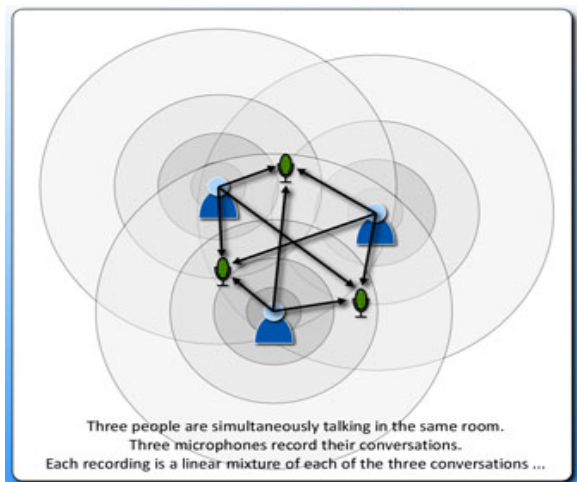 Three people are simultaneously talking in the same room.
Three microphones record their conversations.
Each recording is a linear mixture of each of the three conversations ...